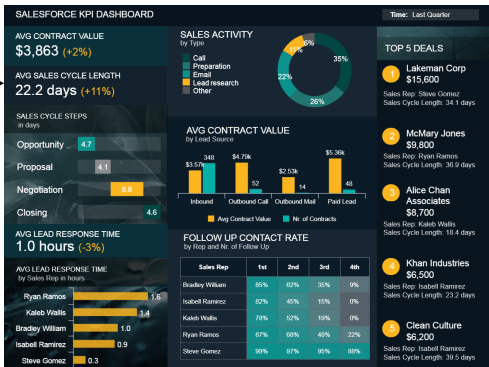 SALESFORCE KPI DASHBOARD
Time: Last Quarter
AVG CONTRACT VALUE
$3,863 (+2%)
AVG SALES CYCLE LENGTH
22.2 days (+11%)
SALES CYCLE STEPS
in days
Opportunity 4.7
Proposal 4.1
Negotiation 8.8
Closing 4.6
AVG LEAD RESPONSE TIME
1.0 hours (-3%)
AVG LEAD RESPONSE TIME
by Sales Rep in hours
Ryan Ramos 1.6
Kaleb Wallis 1.4
Bradley William 1.0
Isabell Ramirez 0.9
Steve Gomez 0.3
SALES ACTIVITY
by Type
Call
Preparation
Email
Lead research
Other
35%
26%
22%
11%
6%
AVG CONTRACT VALUE
by Lead Source
$3.57k 348 $4.79k 52 $2.53k 14 $5.36k 48
Inbound Outbound Call Outbound Mail Paid Lead
Avg Contract Value Nr. of Contracts
FOLLOW UP CONTACT RATE
by Rep and Nr. of Follow Up
Sales Rep 1st 2nd 3rd 4th
Bradley William 85% 62% 35% 9%
Isabell Ramirez 82% 45% 15% 0%
Kaleb Wallis 78% 52% 19% 0%
Ryan Ramos 87% 68% 48% 22%
Steve Gomez 99% 97% 95% 88%
TOP 5 DEALS
1 Lakeman Corp
$15,600
Sales Rep: Steve Gomez
Sales Cycle Length: 34.1 days
2 McMary Jones
$9,800
Sales Rep: Ryan Ramos
Sales Cycle Length: 36.9 days
3 Alice Chan
Associates
$8,700
Sales Rep: Kaleb Wallis
Sales Cycle Length: 18.4 days
4 Khan Industries
$6,500
Sales Rep: Isabell Ramirez
Sales Cycle Length: 23.2 days
5 Clean Culture
$6,200
Sales Rep: Isabell Ramirez
Sales Cycle Length: 39.5 days